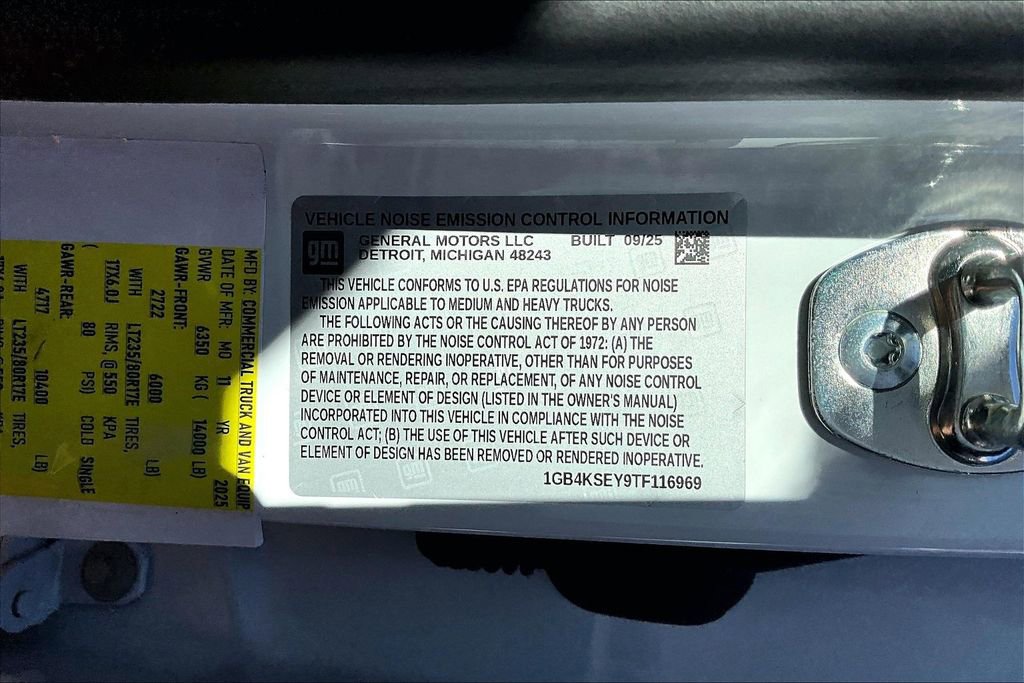 VEHICLE NOISE EMISSION CONTROL INFORMATION
gm
GENERAL MOTORS LLC BUILT 09/25
DETROIT, MICHIGAN 48243
THIS VEHICLE CONFORMS TO U.S. EPA REGULATIONS FOR NOISE
EMISSION APPLICABLE TO MEDIUM AND HEAVY TRUCKS.
THE FOLLOWING ACTS OR THE CAUSING THEREOF BY ANY PERSON
ARE PROHIBITED BY THE NOISE CONTROL ACT OF 1972: (A) THE
REMOVAL OR RENDERING INOPERATIVE, OTHER THAN FOR PURPOSES
OF MAINTENANCE, REPAIR, OR REPLACEMENT, OF ANY NOISE CONTROL
DEVICE OR ELEMENT OF DESIGN (LISTED IN THE OWNER'S MANUAL)
INCORPORATED INTO THIS VEHICLE IN COMPLIANCE WITH THE NOISE
CONTROL ACT; (B) THE USE OF THIS VEHICLE AFTER SUCH DEVICE OR
ELEMENT OF DESIGN HAS BEEN REMOVED OR RENDERED INOPERATIVE.
1GB4KSEY9TF116969
MFD BY COMMERCIAL TRUCK AND VAN EQUIP
DATE OF MFR: MO 11 YR 2025
GVWR 6350 KG ( 14000 LB)
GAWR-FRONT:
2722 6000 LB)
WITH LT235/80R17E TIRES,
17X6.0J RIMS, @ 550 KPA
( 80 PSI) COLD SINGLE
GAWR-REAR:
4717 10400 LB)
WITH LT235/80R17E TIRES,